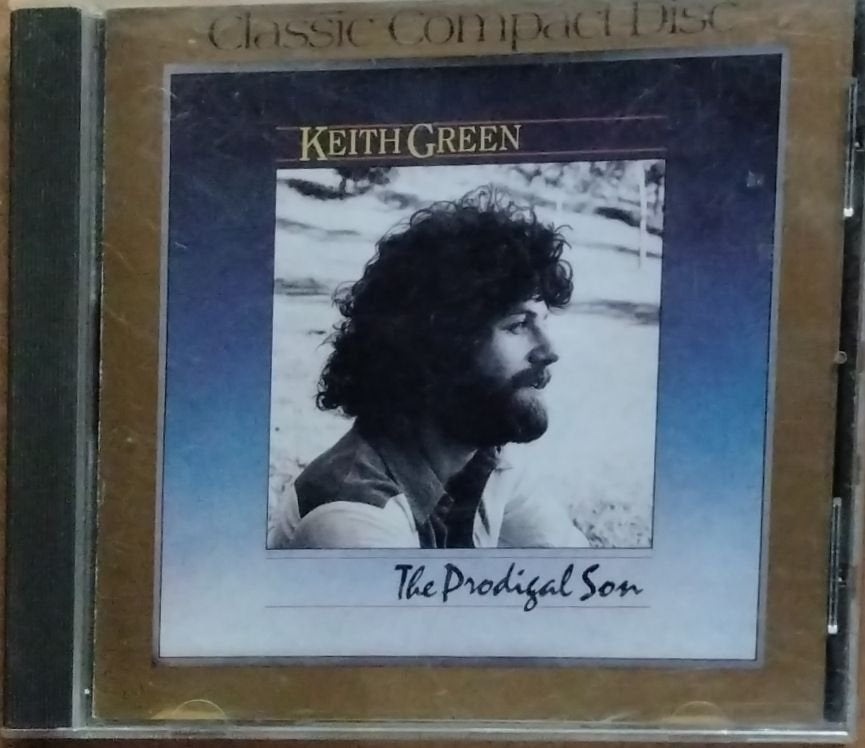 Classic Compact Disc
KEITH GREEN
The Prodigal Son